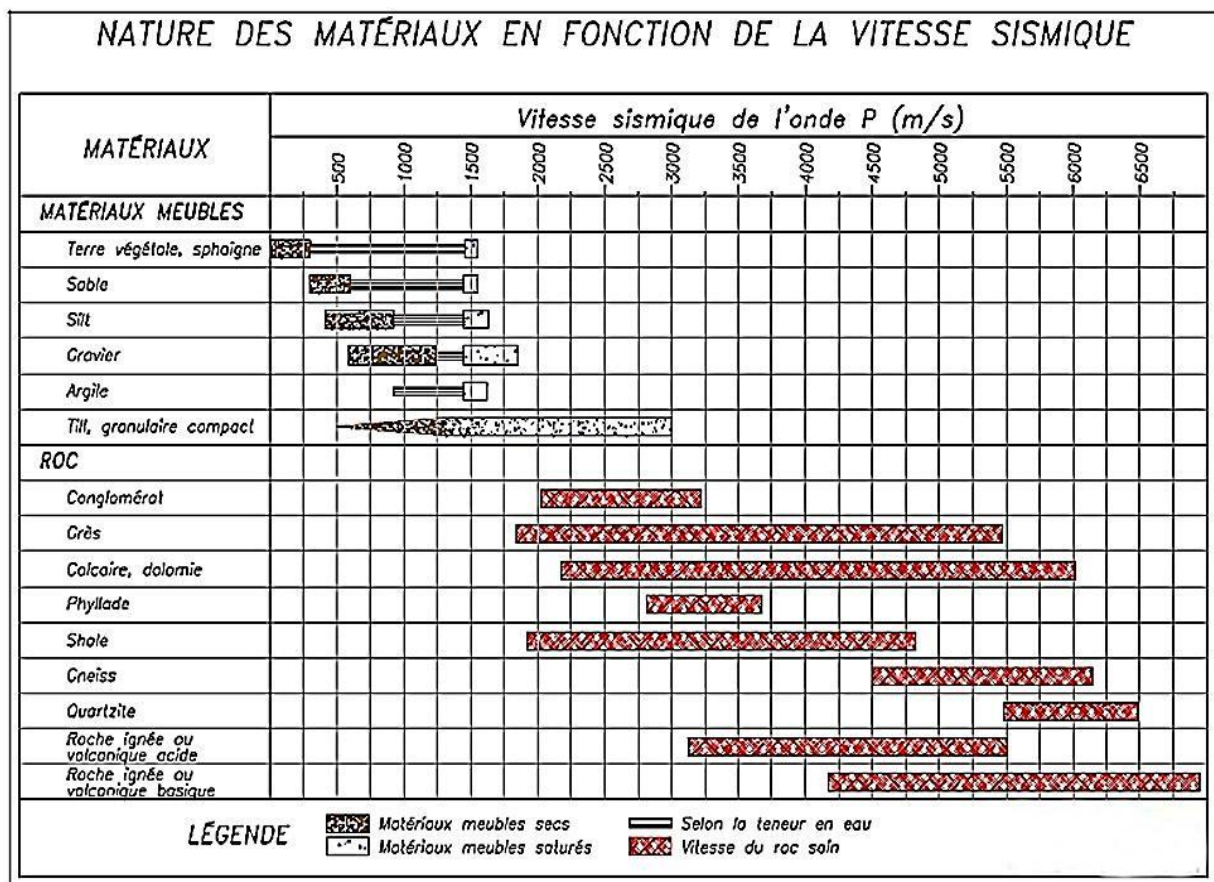 NATURE DES MATÉRIAUX EN FONCTION DE LA VITESSE SISMIQUE
MATÉRIAUX
Vitesse sismique de l'onde P (m/s)
500 1000 1500 2000 2500 3000 3500 4000 4500 5000 5500 6000 6500
MATÉRIAUX MEUBLES
Terre végétale, sphaigne
Sable
Silt
Gravier
Argile
Till, granulaire compact
ROC
Conglomérat
Grès
Calcaire, dolomie
Phyllade
Shale
Gneiss
Quartzite
Roche ignée ou
volcanique acide
Roche ignée ou
volcanique basique
LÉGENDE
Matériaux meubles secs
Matériaux meubles saturés
Selon la teneur en eau
Vitesse du roc sain